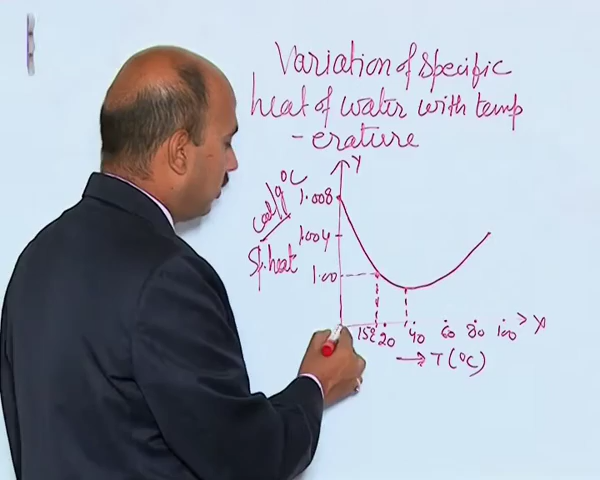 Variation of specific
heat of water with temp
-erature
Y
cal/g°C
Sp.heat
1.008
1.004
1.00
15°C 20 40 60 80 100 X
→ T (°C)